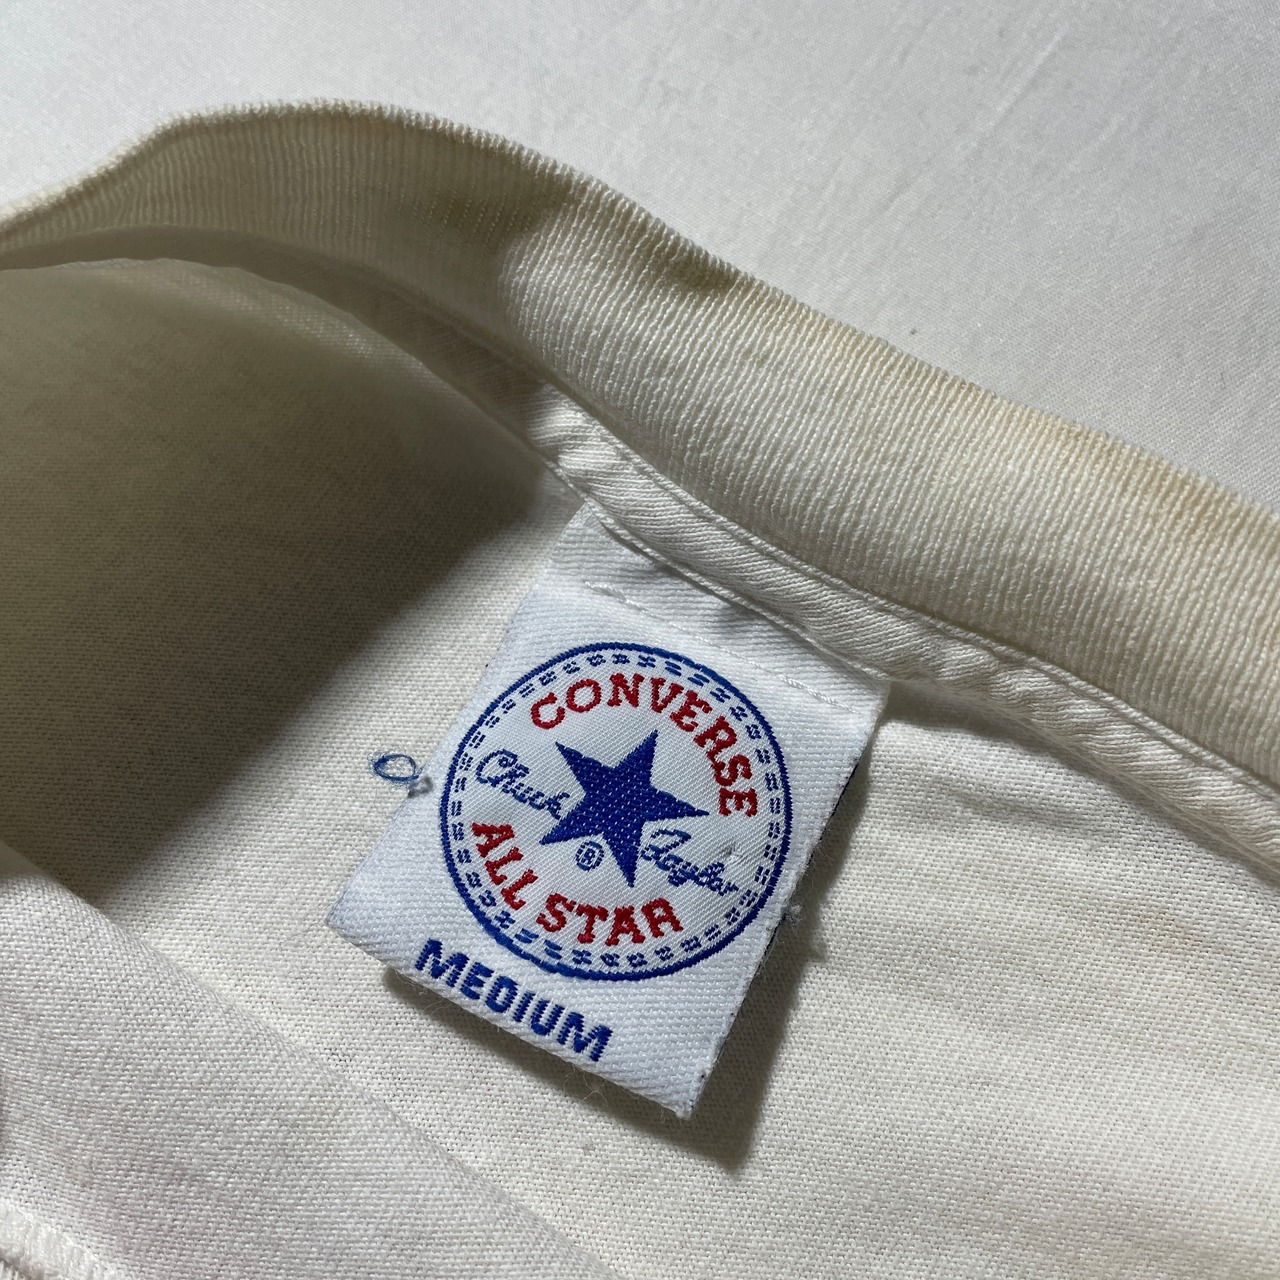 CONVERSE
Chuck Taylor
®
ALL STAR
MEDIUM